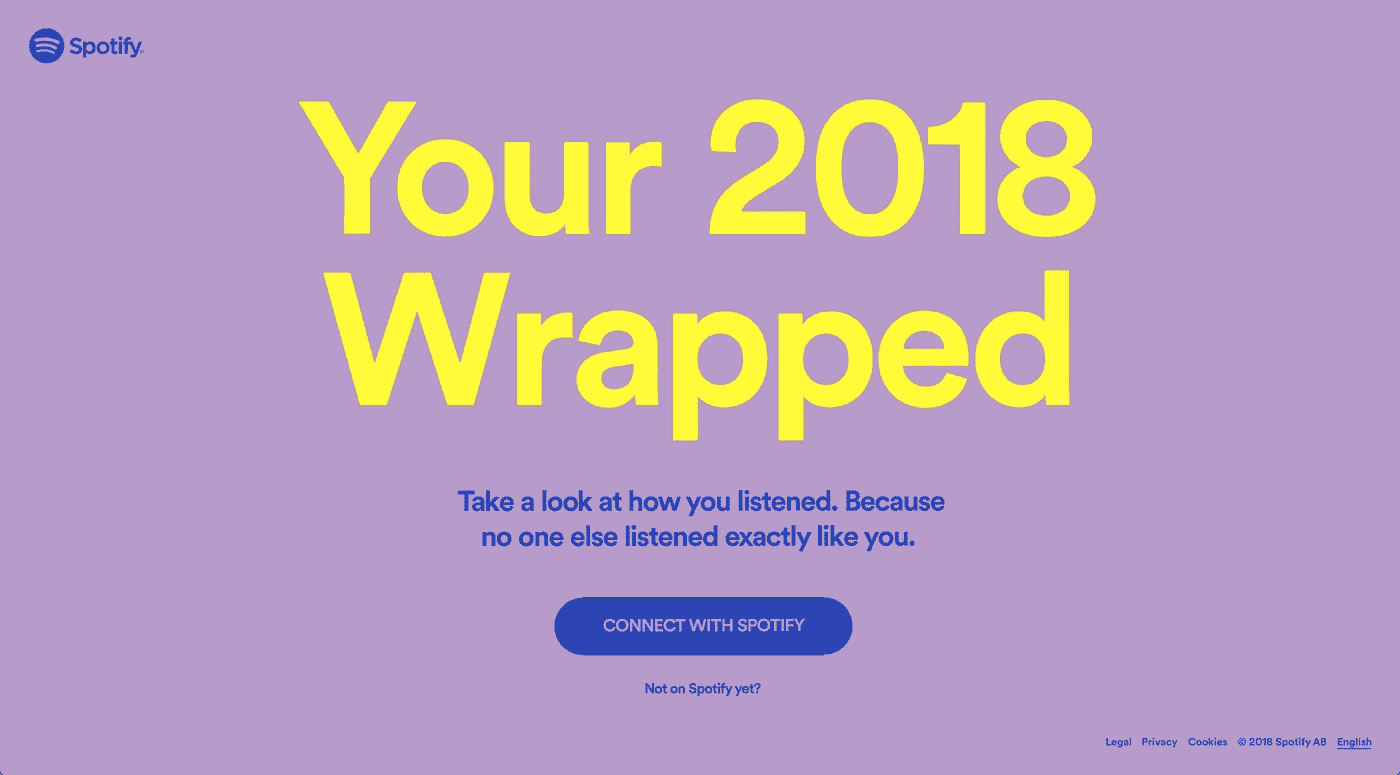 Spotify
Your 2018
Wrapped
Take a look at how you listened. Because
no one else listened exactly like you.
CONNECT WITH SPOTIFY
Not on Spotify yet?
Legal Privacy Cookies © 2018 Spotify AB English